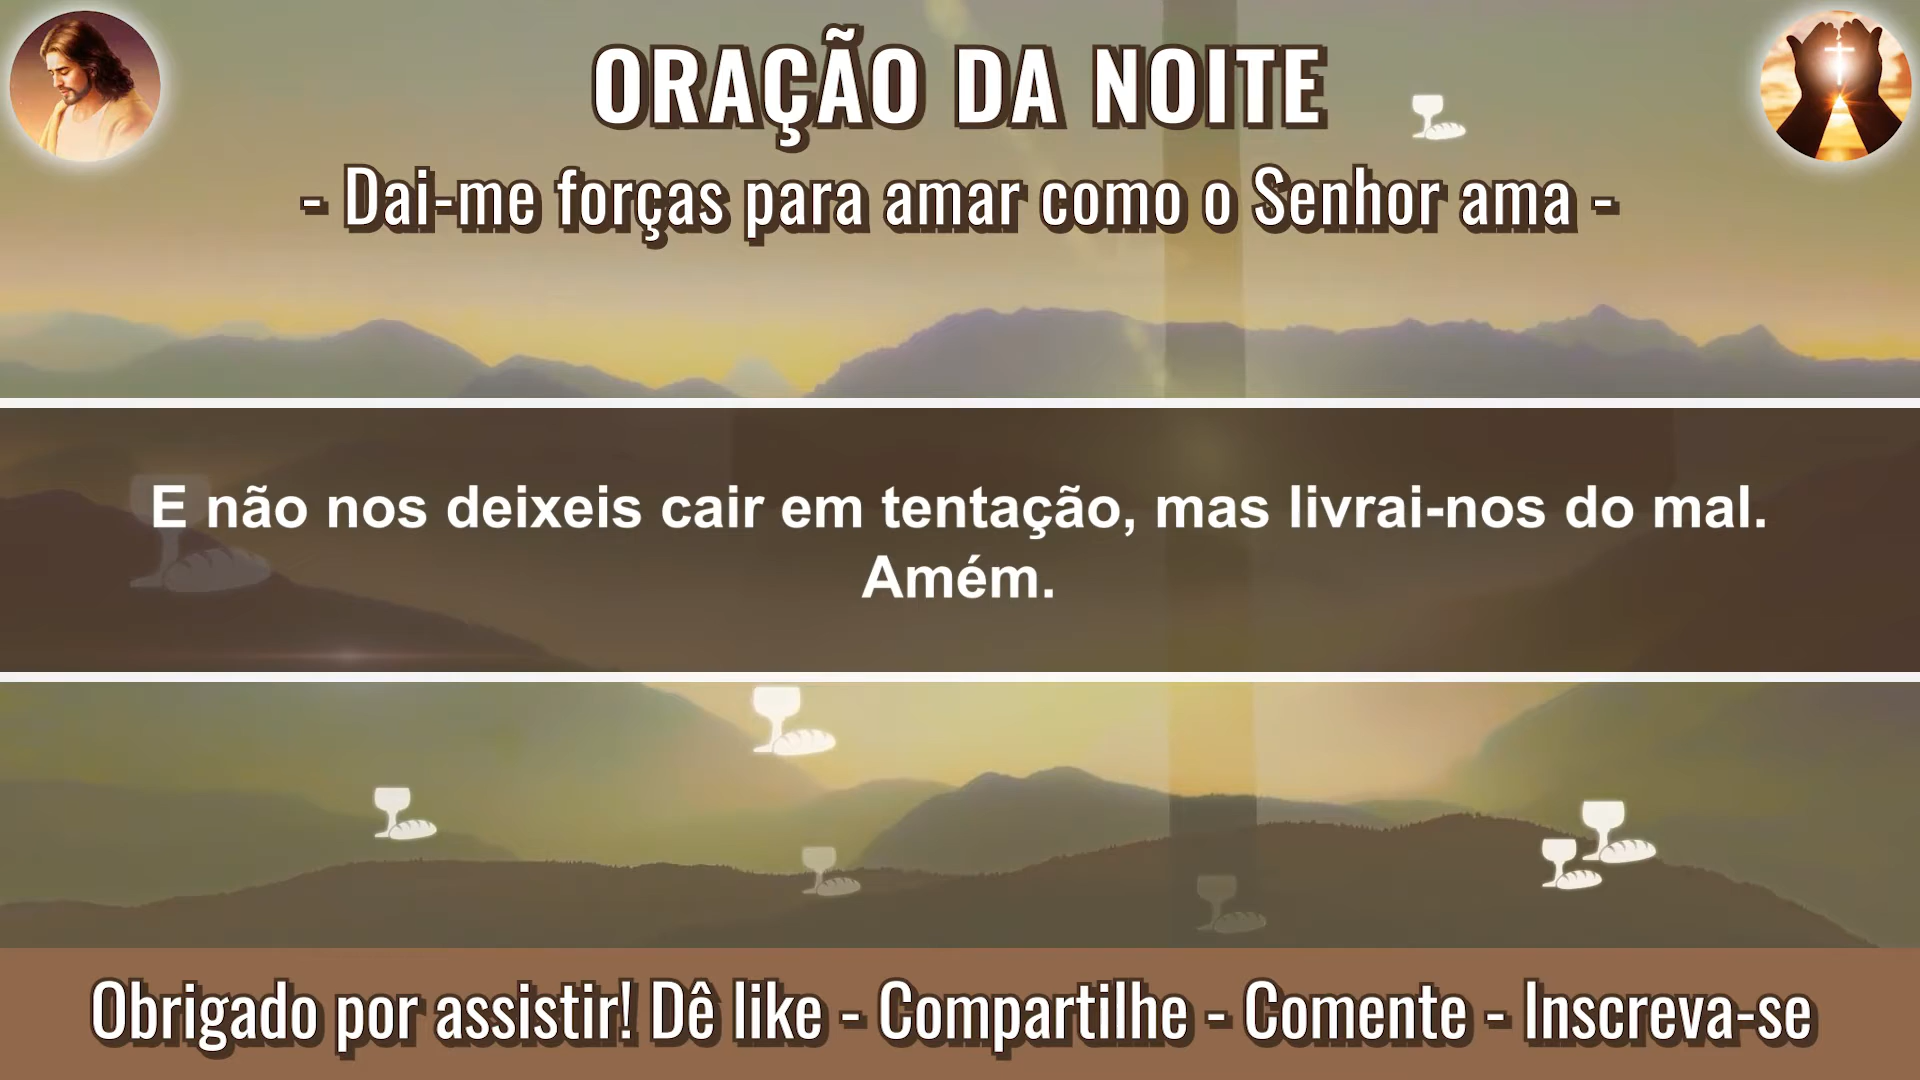 ORAÇÃO DA NOITE
- Dai-me forças para amar como o Senhor ama -
E não nos deixeis cair em tentação, mas livrai-nos do mal.
Amém.
Obrigado por assistir! Dê like - Compartilhe - Comente - Inscreva-se